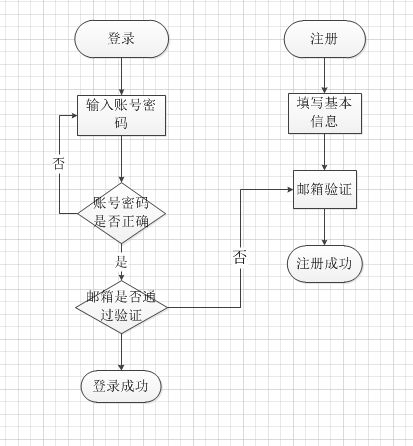 登录
输入账号密
码
否
账号密码
是否正确
是
邮箱是否通
过验证
登录成功
否
注册
填写基本
信息
邮箱验证
注册成功